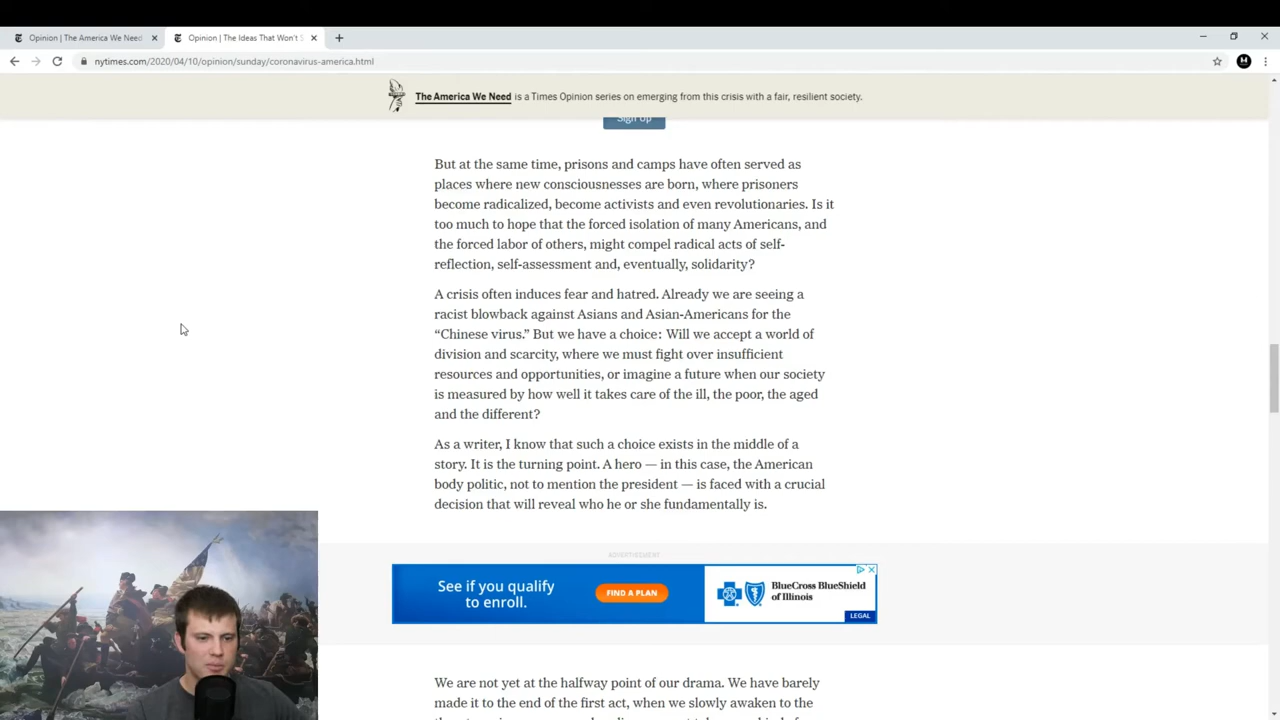 Opinion | The America We Need
Opinion | The Ideas That Won't S
nytimes.com/2020/04/10/opinion/sunday/coronavirus-america.html
The America We Need is a Times Opinion series on emerging from this crisis with a fair, resilient society.
Sign Up
But at the same time, prisons and camps have often served as
places where new consciousnesses are born, where prisoners
become radicalized, become activists and even revolutionaries. Is it
too much to hope that the forced isolation of many Americans, and
the forced labor of others, might compel radical acts of self-
reflection, self-assessment and, eventually, solidarity?
A crisis often induces fear and hatred. Already we are seeing a
racist blowback against Asians and Asian-Americans for the
“Chinese virus.” But we have a choice: Will we accept a world of
division and scarcity, where we must fight over insufficient
resources and opportunities, or imagine a future when our society
is measured by how well it takes care of the ill, the poor, the aged
and the different?
As a writer, I know that such a choice exists in the middle of a
story. It is the turning point. A hero — in this case, the American
body politic, not to mention the president — is faced with a crucial
decision that will reveal who he or she fundamentally is.
ADVERTISEMENT
See if you qualify
to enroll.
FIND A PLAN
BlueCross BlueShield
of Illinois
LEGAL
We are not yet at the halfway point of our drama. We have barely
made it to the end of the first act, when we slowly awaken to the